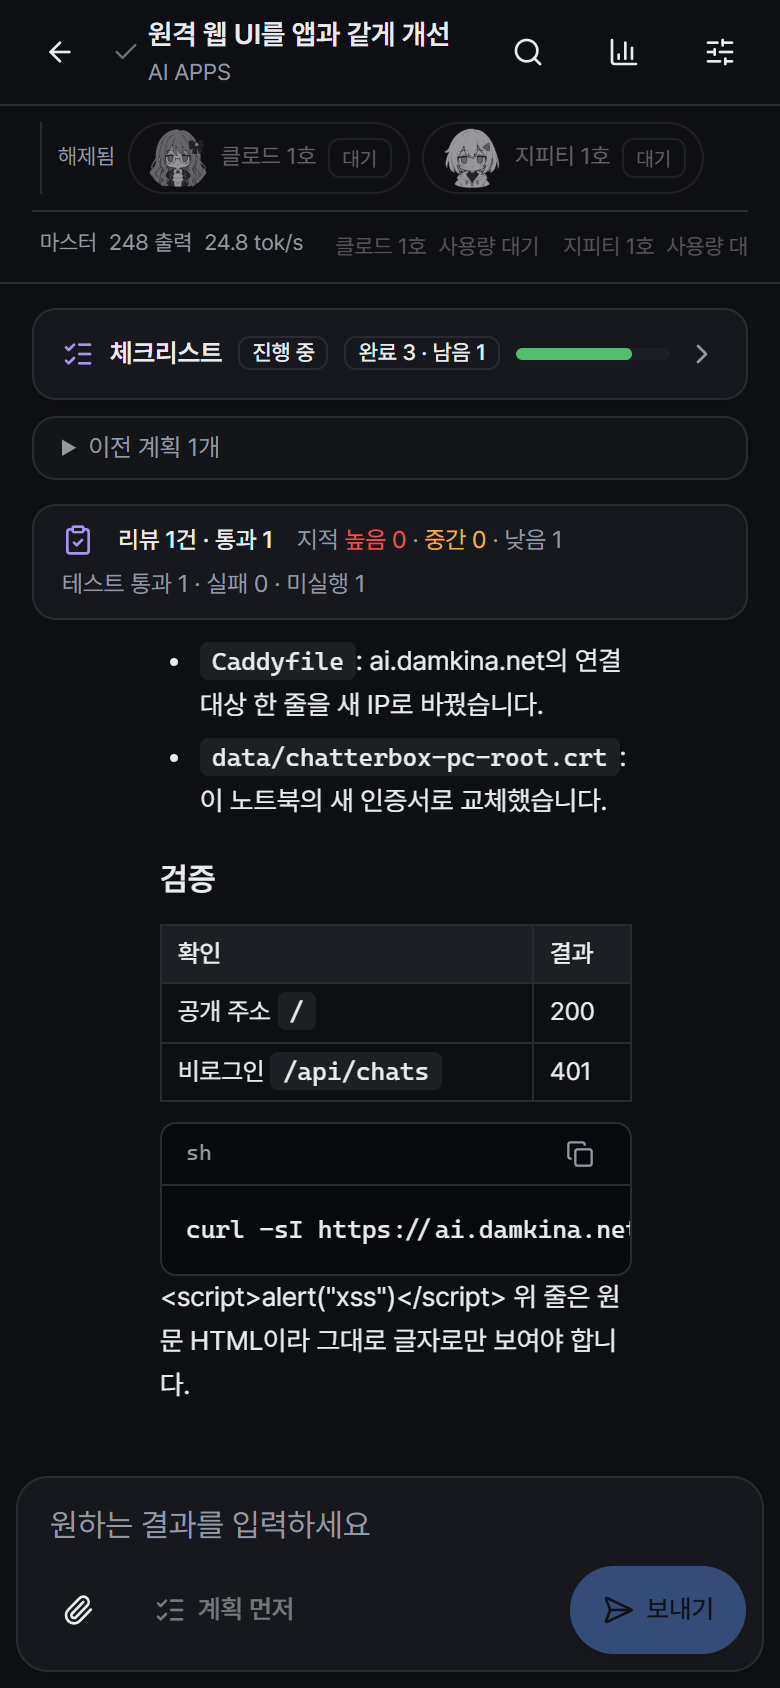 원격 웹 UI를 앱과 같게 개선
AI APPS
해제됨 클로드 1호 대기 지피티 1호 대기
마스터 248 출력 24.8 tok/s 클로드 1호 사용량 대기 지피티 1호 사용량 대
체크리스트 진행 중 완료 3 · 남음 1
▶ 이전 계획 1개
리뷰 1건 · 통과 1 지적 높음 0 · 중간 0 · 낮음 1
테스트 통과 1 · 실패 0 · 미실행 1
• Caddyfile: ai.damkina.net의 연결
대상 한 줄을 새 IP로 바꿨습니다.
• data/chatterbox-pc-root.crt:
이 노트북의 새 인증서로 교체했습니다.
검증
확인 결과
공개 주소 / 200
비로그인 /api/chats 401
sh
curl -sI https://ai.damkina.net
<script>alert("xss")</script> 위 줄은 원
문 HTML이라 그대로 글자로만 보여야 합니
다.
원하는 결과를 입력하세요
계획 먼저 보내기